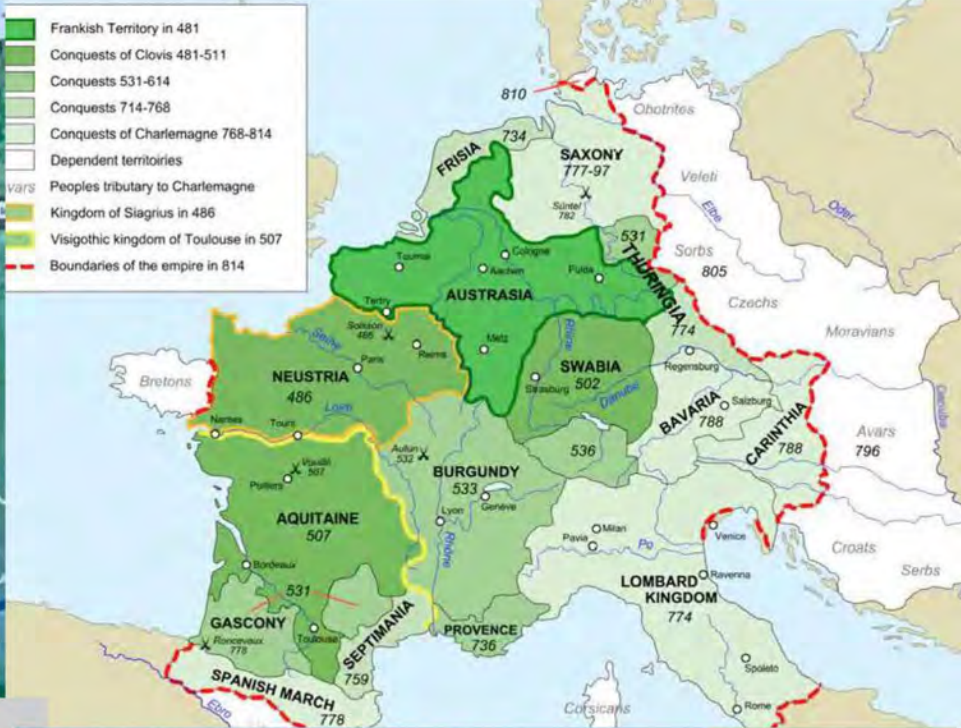 Frankish Territory in 481
Conquests of Clovis 481-511
Conquests 531-614
Conquests 714-768
Conquests of Charlemagne 768-814
Dependent territoiries
vars Peoples tributary to Charlemagne
Kingdom of Siagrius in 486
Visigothic kingdom of Toulouse in 507
Boundaries of the empire in 814
810
Obotrites
734
FRISIA
SAXONY
777-97
Süntel
782
Veleti
Elbe
Oder
531
THURINGIA
Sorbs
805
Cologne
Tournai
Aachen
Fulda
AUSTRASIA
Czechs
Tertry
774
Moravians
Soisson
486
Metz
Rhine
Reims
Seine
Paris
SWABIA
502
Regensburg
Bretons
NEUSTRIA
486
Strasburg
Danube
BAVARIA
788
Salzburg
Danube
Loire
CARINTHIA
788
Nantes
Tours
Autun
532
536
Avars
796
Vouillé
507
BURGUNDY
533
Poitiers
Genève
AQUITAINE
507
Lyon
Rhône
Milan
Pavia
Po
Venice
Croats
Bordeaux
531
LOMBARD
KINGDOM
774
Ravenna
Serbs
GASCONY
Roncevaux
778
Toulouse
SEPTIMANIA
759
PROVENCE
736
Spoleto
SPANISH MARCH
778
Ebro
Corsicans
Rome